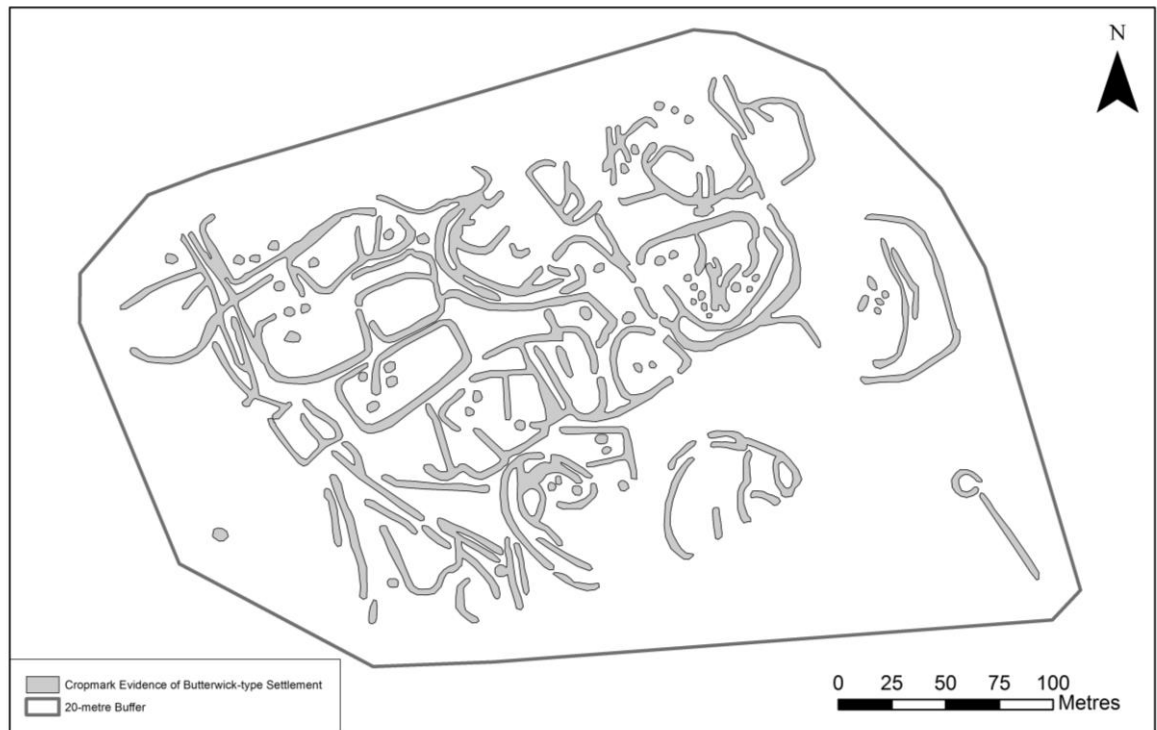 N
Cropmark Evidence of Butterwick-type Settlement
20-metre Buffer
0 25 50 75 100
Metres